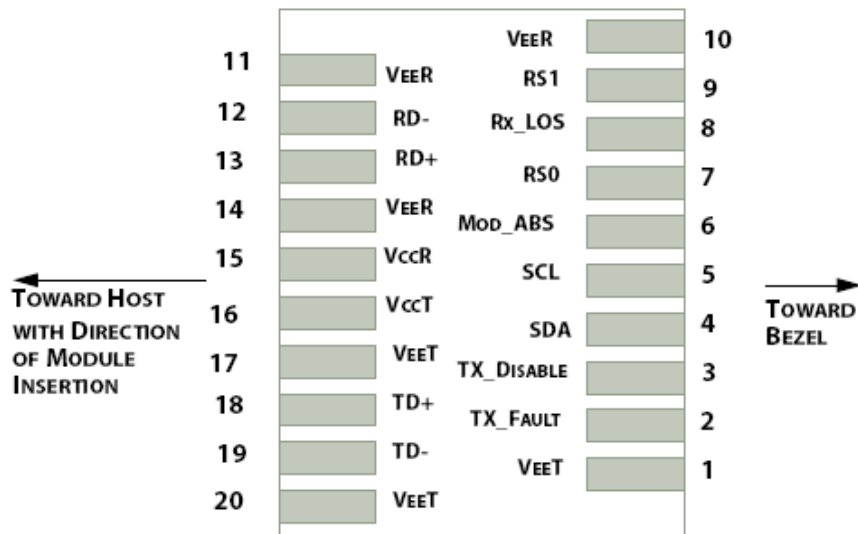 11 VEER
12 RD-
13 RD+
14 VEER
15 VCCR
16 VCCT
17 VEET
18 TD+
19 TD-
20 VEET
VEER 10
RS1 9
RX_LOS 8
RS0 7
MOD_ABS 6
SCL 5
SDA 4
TX_DISABLE 3
TX_FAULT 2
VEET 1
TOWARD HOST
WITH DIRECTION
OF MODULE
INSERTION
TOWARD
BEZEL